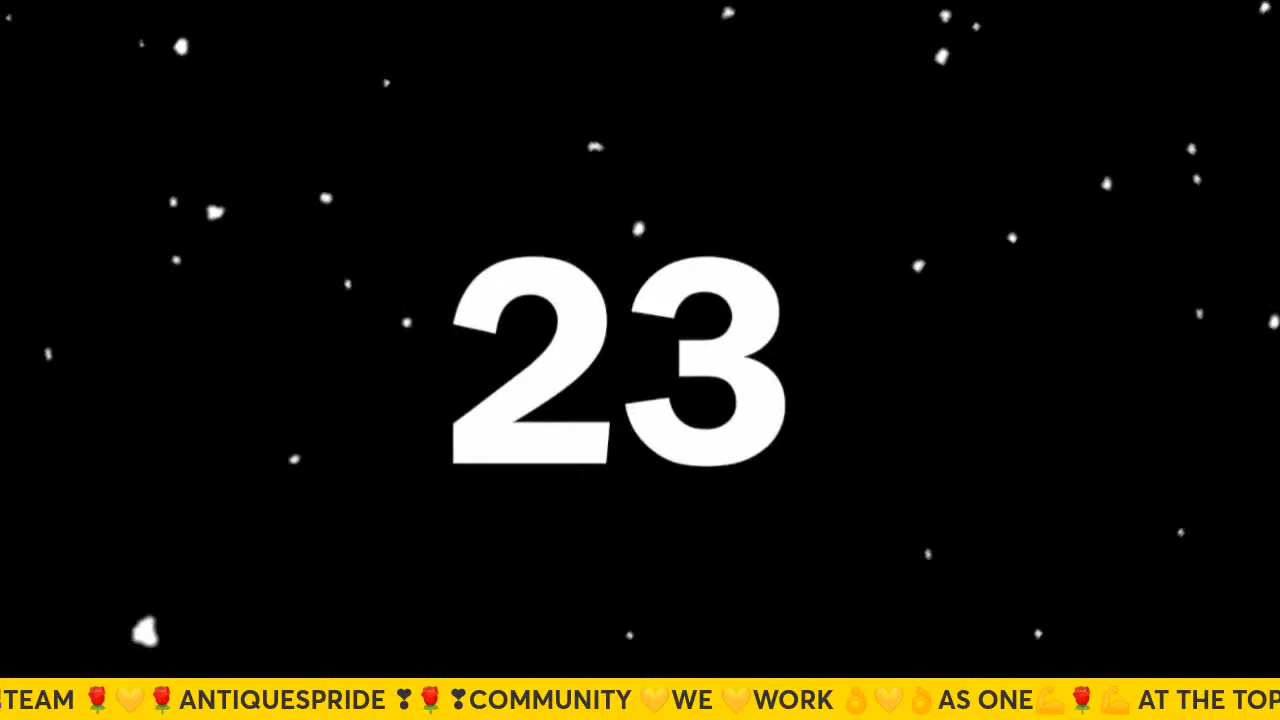 23
TEAM 🌹💛🌹ANTIQUESPRIDE ❣🌹❣COMMUNITY 💛WE 💛WORK 👌💛👌AS ONE💪🌹💪 AT THE TOP